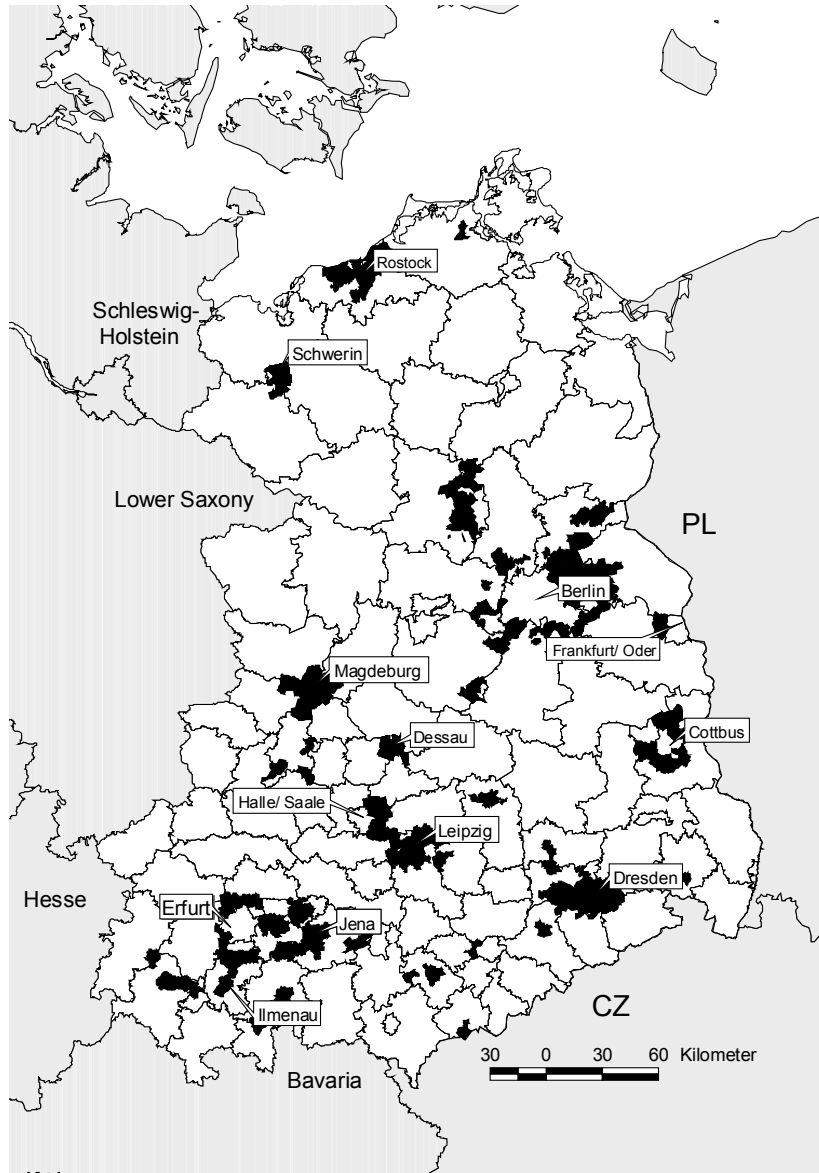 Rostock
Schleswig-
Holstein
Schwerin
Lower Saxony
PL
Berlin
Frankfurt/ Oder
Magdeburg
Cottbus
Dessau
Halle/ Saale
Leipzig
Dresden
Hesse
Erfurt
Jena
Ilmenau
CZ
30 0 30 60 Kilometer
Bavaria